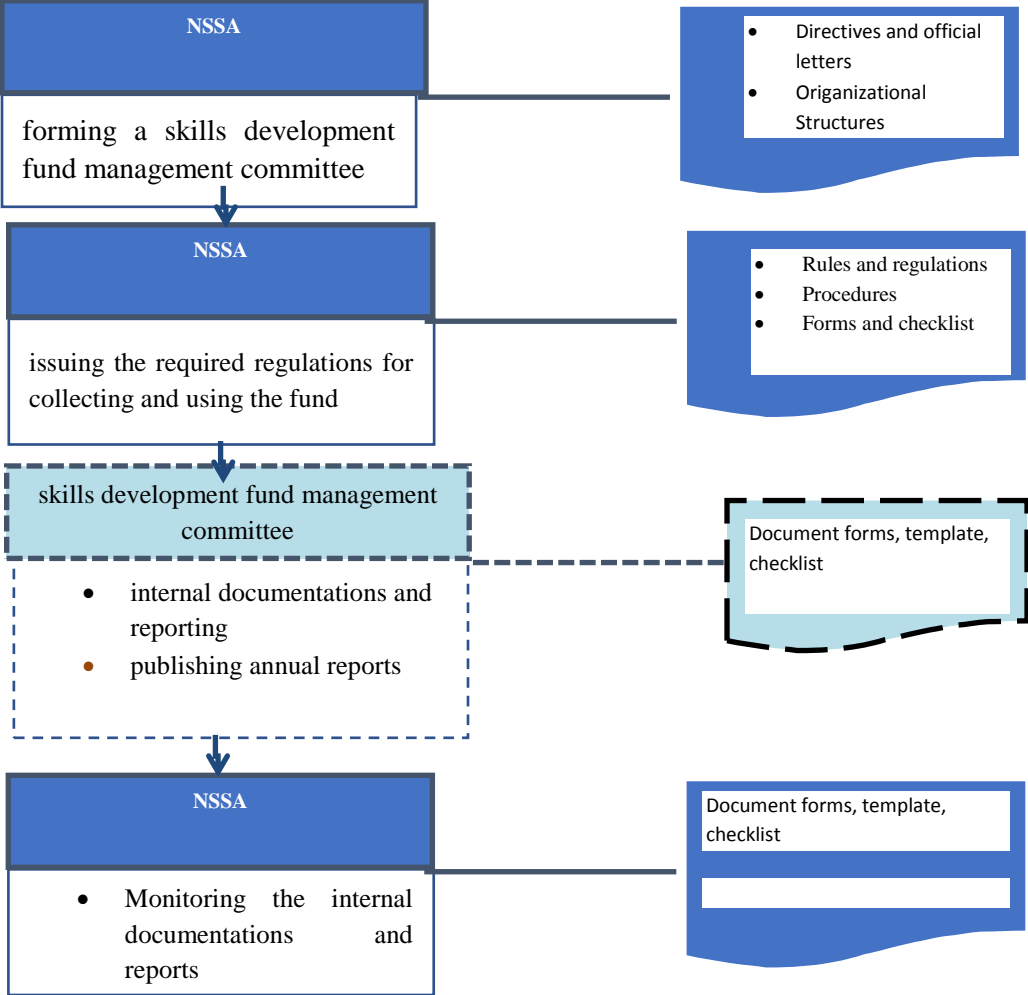 NSSA
forming a skills development
fund management committee
• Directives and official
letters
• Origanizational
Structures
NSSA
issuing the required regulations for
collecting and using the fund
• Rules and regulations
• Procedures
• Forms and checklist
skills development fund management
committee
• internal documentations and
reporting
• publishing annual reports
Document forms, template,
checklist
NSSA
• Monitoring the internal
documentations and
reports
Document forms, template,
checklist